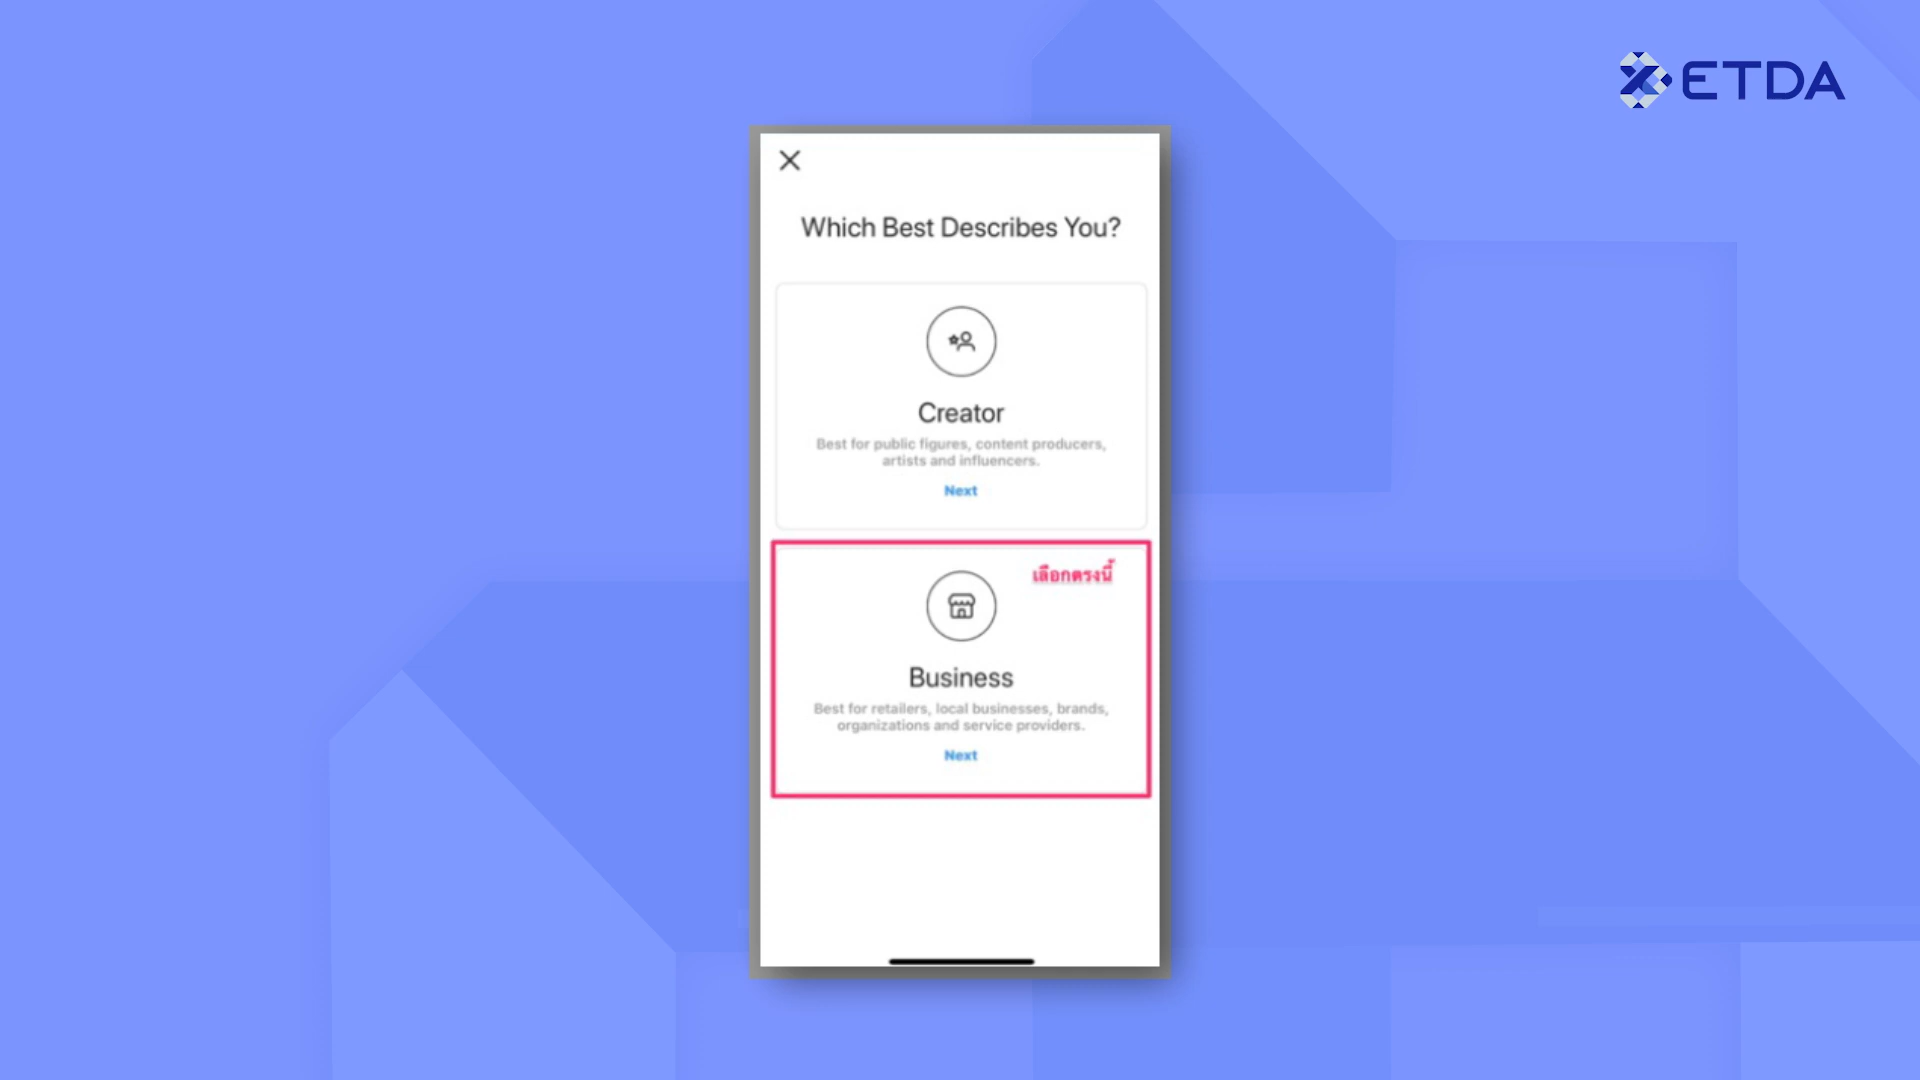 ETDA
Which Best Describes You?
Creator
Best for public figures, content producers,
artists and influencers.
Next
เลือกตรงนี้
Business
Best for retailers, local businesses, brands,
organizations and service providers.
Next